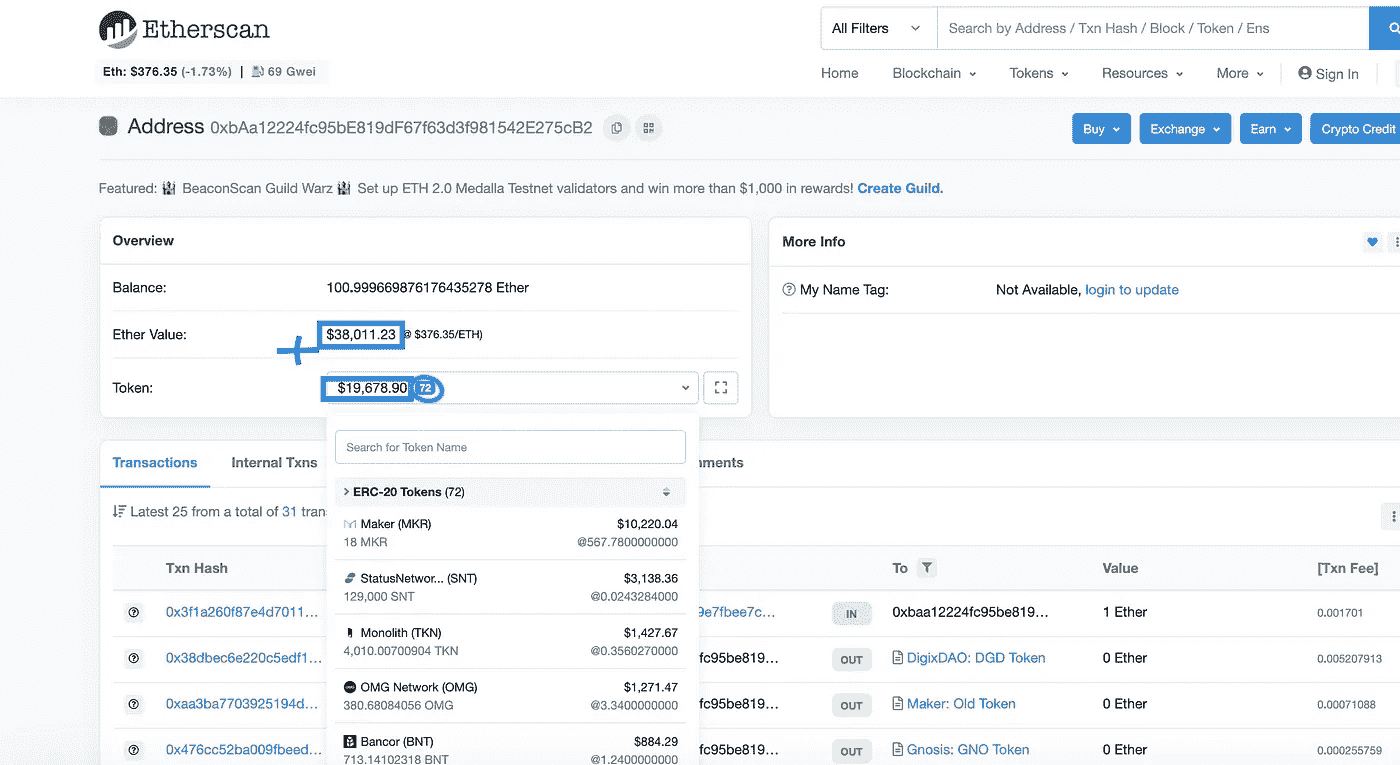 Etherscan
All Filters
Search by Address / Txn Hash / Block / Token / Ens
Eth: $376.35 (-1.73%) | 69 Gwei
Home Blockchain Tokens Resources More Sign In
Address 0xbAa12224fc95bE819dF67f63d3f981542E275cB2
Buy Exchange Earn Crypto Credit
Featured: BeaconScan Guild Warz Set up ETH 2.0 Medalla Testnet validators and win more than $1,000 in rewards! Create Guild.
Overview
Balance: 100.999669876176435278 Ether
Ether Value: $38,011.23 @ $376.35/ETH)
Token: $19,678.90 72
More Info
My Name Tag: Not Available, login to update
Search for Token Name
ERC-20 Tokens (72)
Maker (MKR) $10,220.04
18 MKR @567.7800000000
StatusNetwor... (SNT) $3,138.36
129,000 SNT @0.0243284000
Monolith (TKN) $1,427.67
4,010.00700904 TKN @0.3560270000
OMG Network (OMG) $1,271.47
380.68084056 OMG @3.3400000000
Bancor (BNT) $884.29
713.14102318 BNT @1.2400000000
Transactions Internal Txns mments
Latest 25 from a total of 31 tran
Txn Hash To Value [Txn Fee]
0x3f1a260f87e4d7011... 9e7fbee7c... IN 0xbaa12224fc95be819... 1 Ether 0.001701
0x38dbec6e220c5edf1... fc95be819... OUT DigixDAO: DGD Token 0 Ether 0.005207913
0xaa3ba7703925194d... fc95be819... OUT Maker: Old Token 0 Ether 0.00071088
0x476cc52ba009fbeed... fc95be819... OUT Gnosis: GNO Token 0 Ether 0.000255759